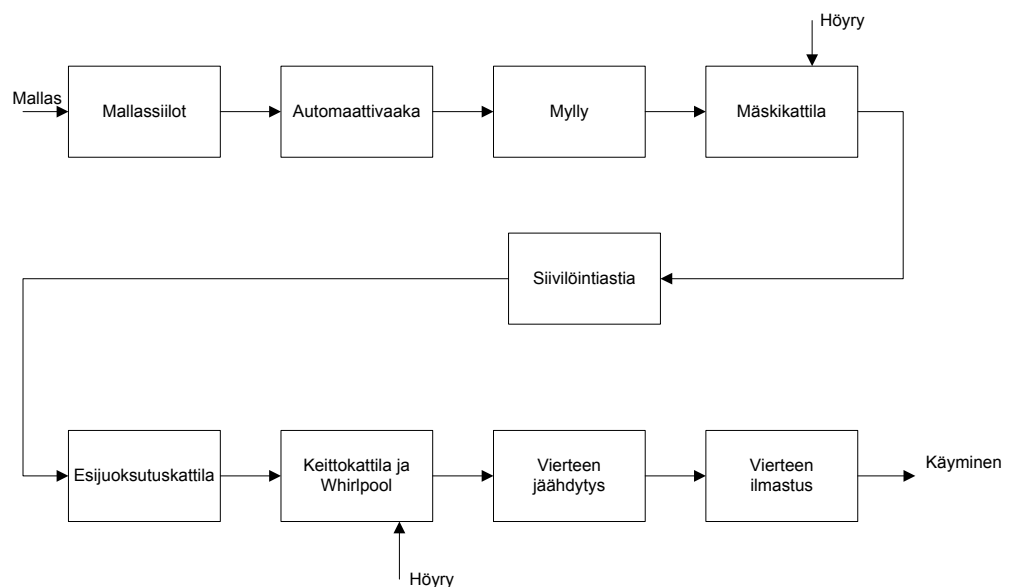 Höyry
Mallas
Mallassiilot
Automaattivaaka
Mylly
Mäskikattila
Siivilöintiastia
Esijuoksutuskattila
Keittokattila ja
Whirlpool
Vierteen
jäähdytys
Vierteen
ilmastus
Käyminen
Höyry